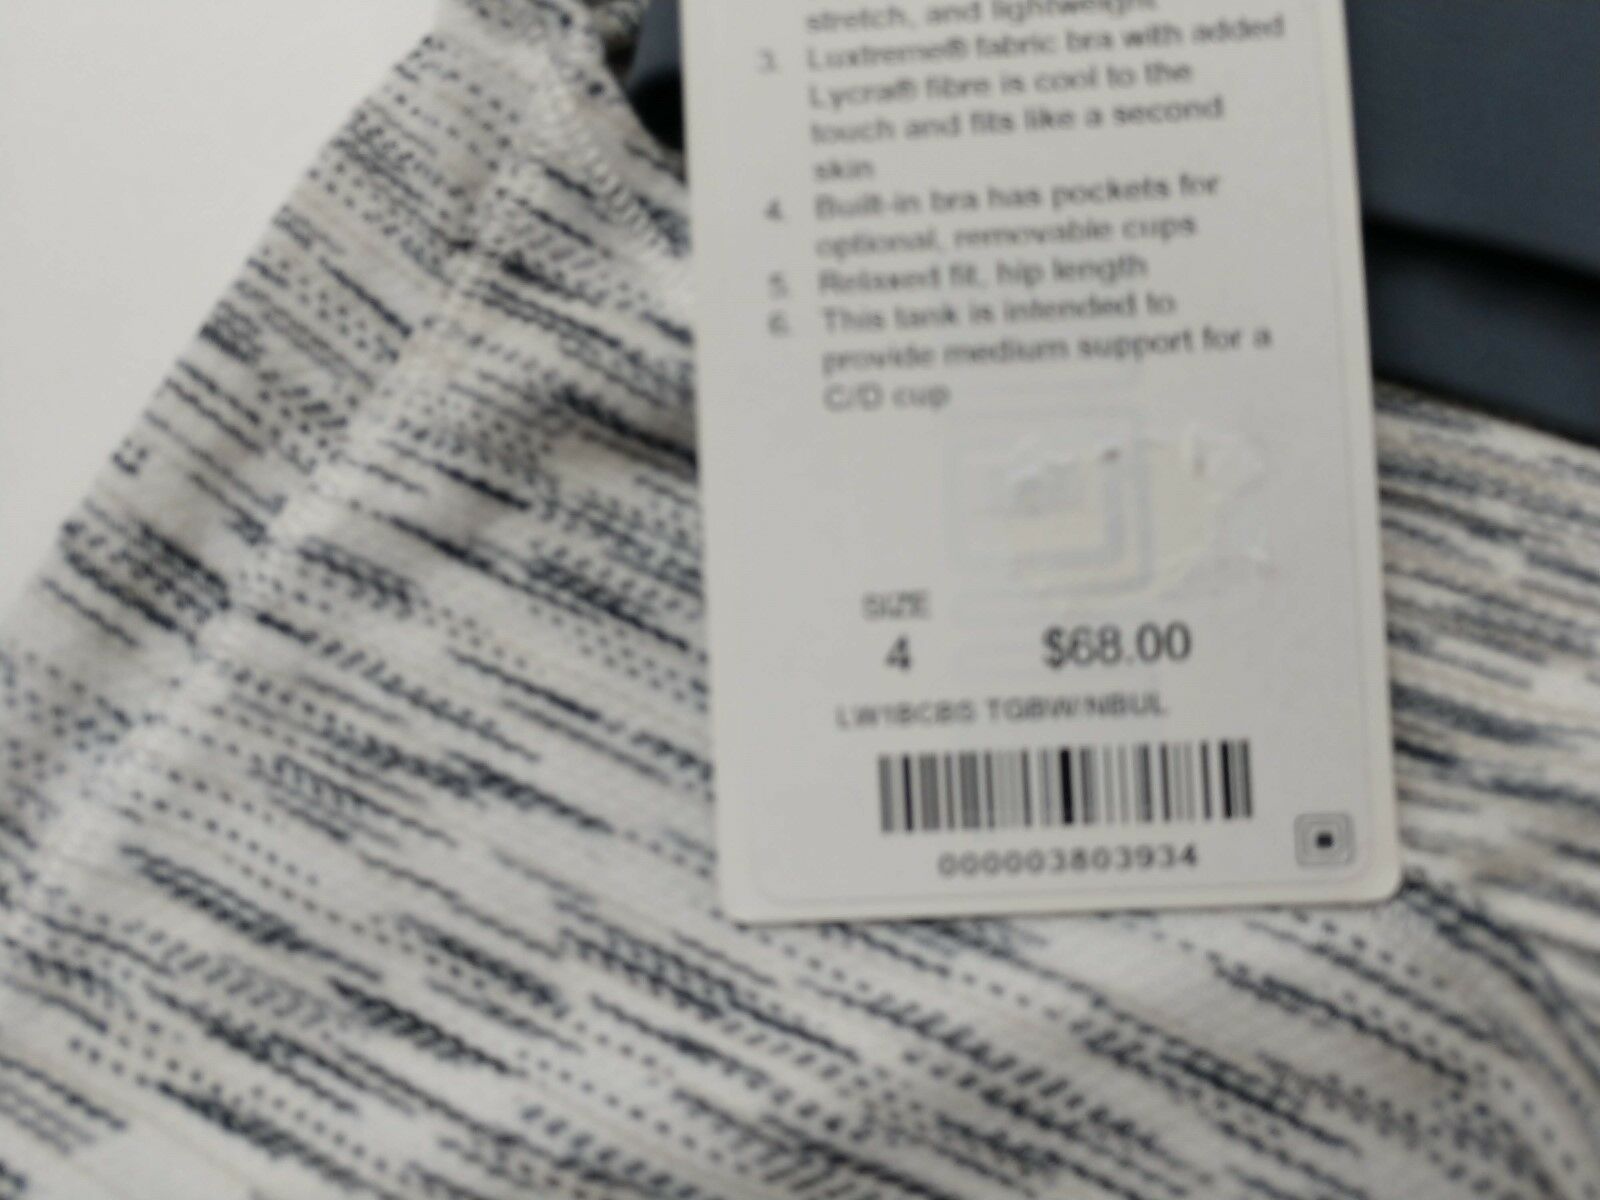 stretch, and lightweight
3. Luxtreme® fabric bra with added
Lycra® fibre is cool to the
touch and fits like a second
skin
4. Built-in bra has pockets for
optional, removable cups
5. Relaxed fit, hip length
6. This tank is intended to
provide medium support for a
C/D cup
SIZE
4 $68.00
TGBW/NBUL
000003803934